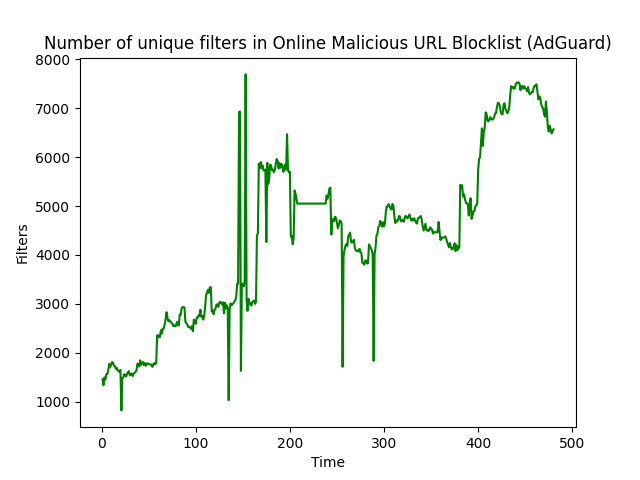 Number of unique filters in Online Malicious URL Blocklist (AdGuard)
8000
7000
6000
5000
4000
3000
2000
1000
Filters
0 100 200 300 400 500
Time